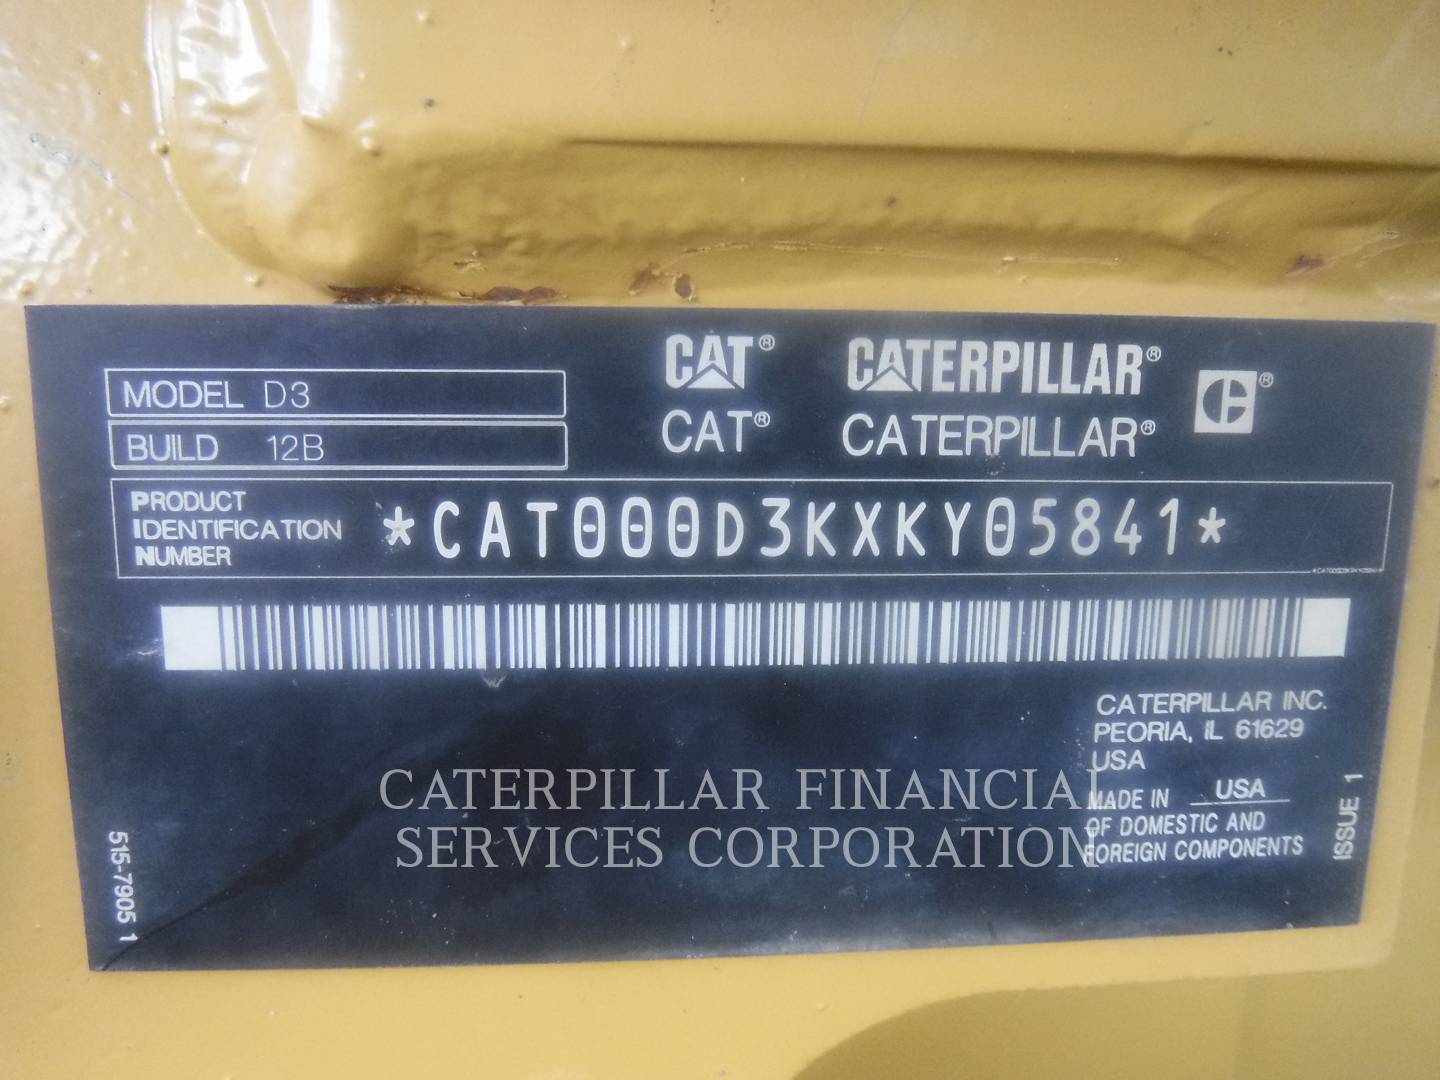 CAT® CATERPILLAR® C®
CAT® CATERPILLAR®
MODEL D3
BUILD 12B
PRODUCT
IDENTIFICATION
NUMBER
*CAT000D3KXKY05841*
CATERPILLAR INC.
PEORIA, IL 61629
USA
MADE IN USA
OF DOMESTIC AND
FOREIGN COMPONENTS
ISSUE 1
515-7905 1
CATERPILLAR FINANCIAL
SERVICES CORPORATION